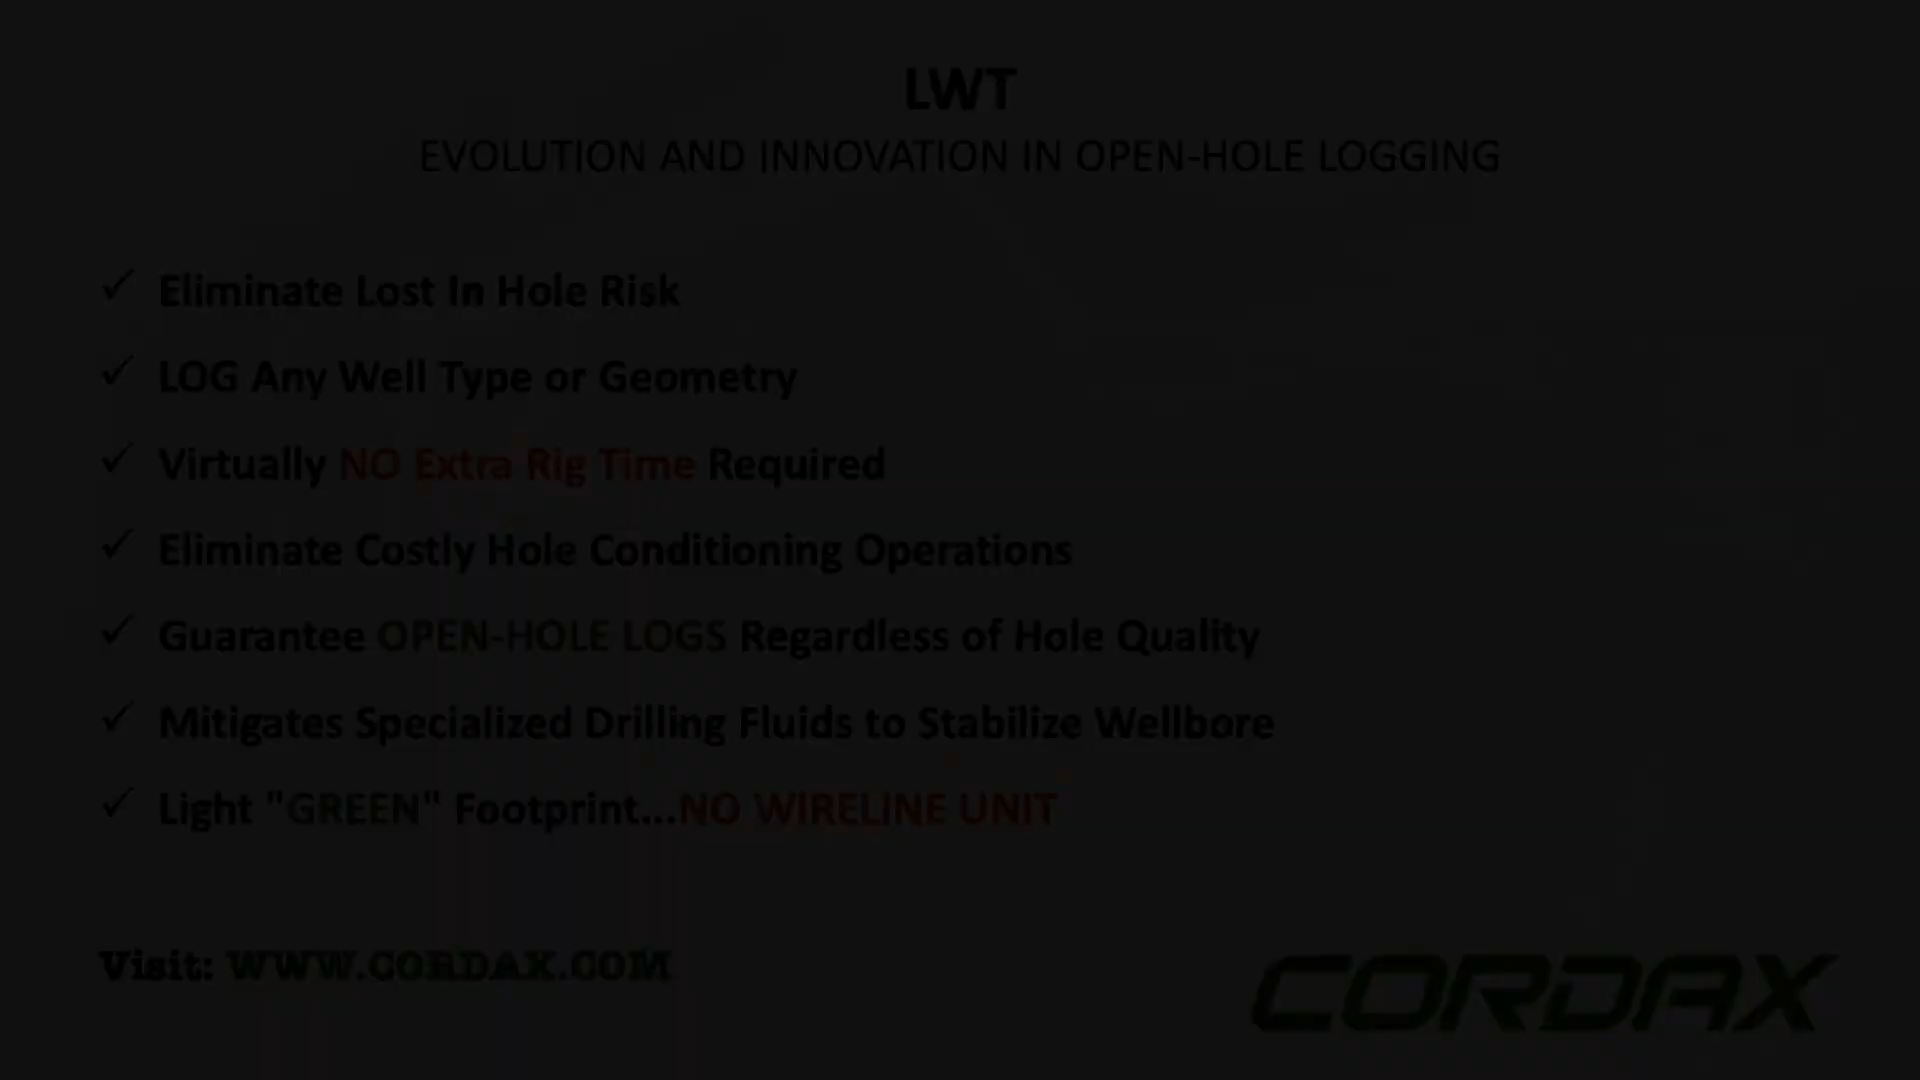 LWT
EVOLUTION AND INNOVATION IN OPEN-HOLE LOGGING
✓ Eliminate Lost In Hole Risk
✓ LOG Any Well Type or Geometry
✓ Virtually NO Extra Rig Time Required
✓ Eliminate Costly Hole Conditioning Operations
✓ Guarantee OPEN-HOLE LOGS Regardless of Hole Quality
✓ Mitigates Specialized Drilling Fluids to Stabilize Wellbore
✓ Light "GREEN" Footprint...NO WIRELINE UNIT
Visit: WWW.CORDAX.COM
CORDAX